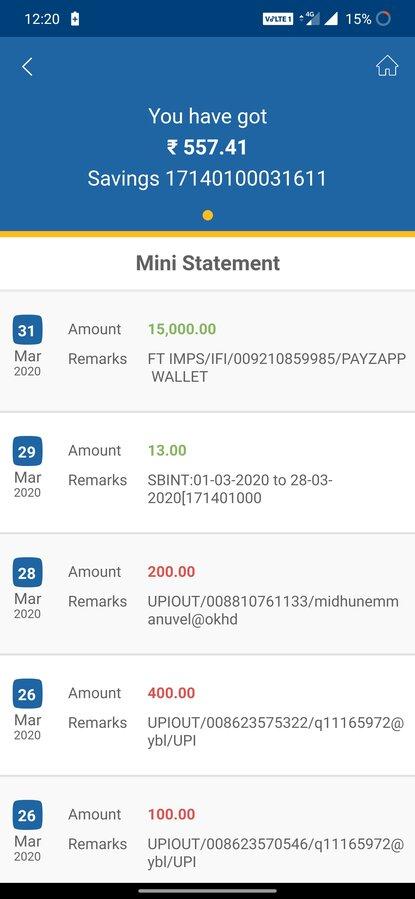 12:20 VoLTE 1 4G 15%
You have got
₹ 557.41
Savings 17140100031611
Mini Statement
31 Amount 15,000.00
Mar Remarks FT IMPS/IFI/009210859985/PAYZAPP
2020 WALLET
29 Amount 13.00
Mar Remarks SBINT:01-03-2020 to 28-03-
2020 2020[171401000
28 Amount 200.00
Mar Remarks UPIOUT/008810761133/midhunemm
2020 anuvel@okhd
26 Amount 400.00
Mar Remarks UPIOUT/008623575322/q11165972@
2020 ybl/UPI
26 Amount 100.00
Mar Remarks UPIOUT/008623570546/q11165972@
2020 ybl/UPI